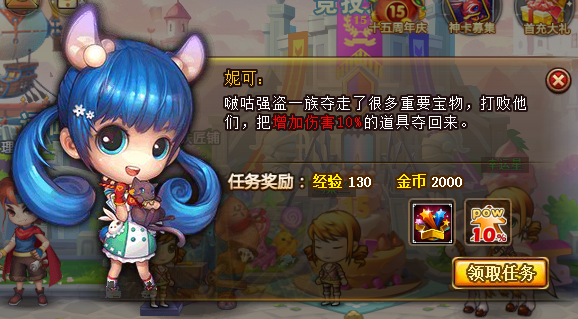 竞技
15
十五周年庆
神卡募集
首充大礼
妮可：
啵咕强盗一族夺走了很多重要宝物，打败他
们，把增加伤害10%的道具夺回来。
任务奖励：经验 130 金币 2000
POW
10%
领取任务